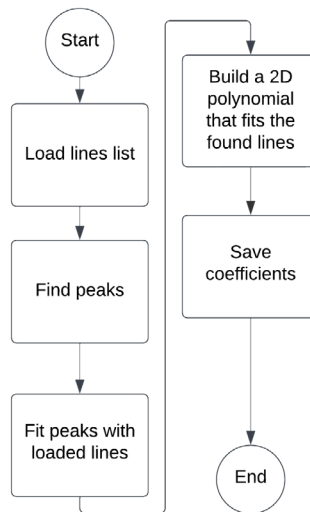 Start
Load lines list
Find peaks
Fit peaks with
loaded lines
Build a 2D
polynomial
that fits the
found lines
Save
coefficients
End